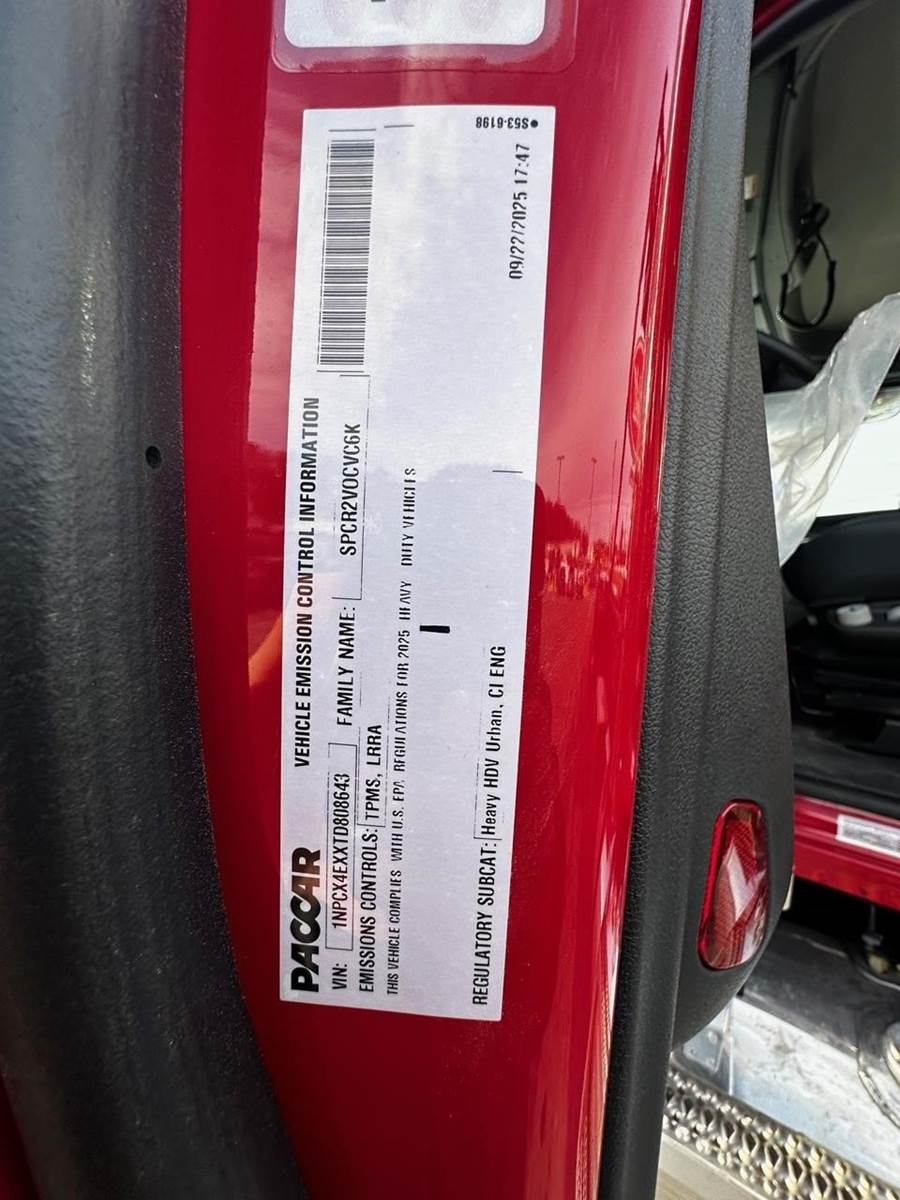 PACCAR VEHICLE EMISSION CONTROL INFORMATION
VIN: 1NPCX4EXXTD808643 FAMILY NAME: SPCR2VOCVC6K
EMISSIONS CONTROLS: TPMS, LRRA
THIS VEHICLE COMPLIES WITH U.S. EPA REGULATIONS FOR 2025 HEAVY DUTY VEHICLES
REGULATORY SUBCAT: Heavy HDV Urban, CI ENG
09/22/2025 17:47
S53-6198